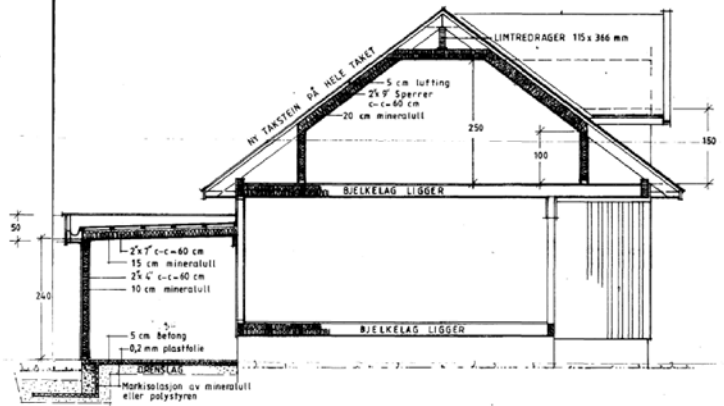 LIMTREDRAGER 115 x 366 mm
NY TAKSTEIN PÅ HELE TAKET
5 cm lufting
2"x 9" Sperrer
c-c=60 cm
20 cm mineralull
250
100
150
BJELKELAG LIGGER
50
2"x 7" c-c=60 cm
15 cm mineralull
2"x 4" c-c=60 cm
10 cm mineralull
240
BJELKELAG LIGGER
5 cm Betong
0,2 mm plastfolie
DRENSLAG
Markisolasjon av mineralull
eller polystyren